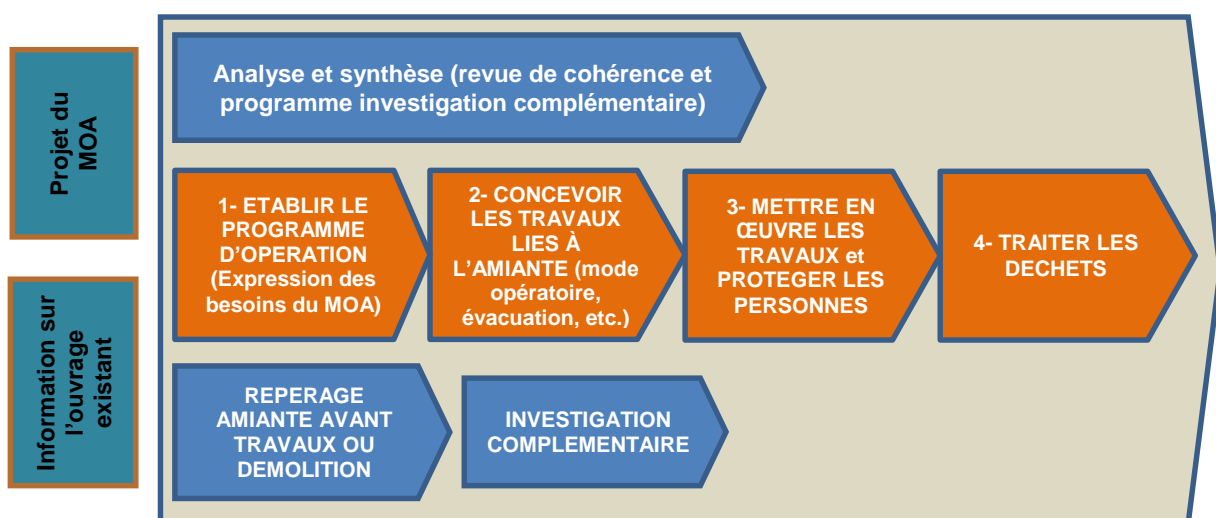 Projet du
MOA
Information sur
l'ouvrage
existant
Analyse et synthèse (revue de cohérence et
programme investigation complémentaire)
1- ETABLIR LE
PROGRAMME
D'OPERATION
(Expression des
besoins du MOA)
2- CONCEVOIR
LES TRAVAUX
LIES À
L'AMIANTE (mode
opératoire,
évacuation, etc.)
3- METTRE EN
ŒUVRE LES
TRAVAUX et
PROTEGER LES
PERSONNES
4- TRAITER LES
DECHETS
REPERAGE
AMIANTE AVANT
TRAVAUX OU
DEMOLITION
INVESTIGATION
COMPLEMENTAIRE